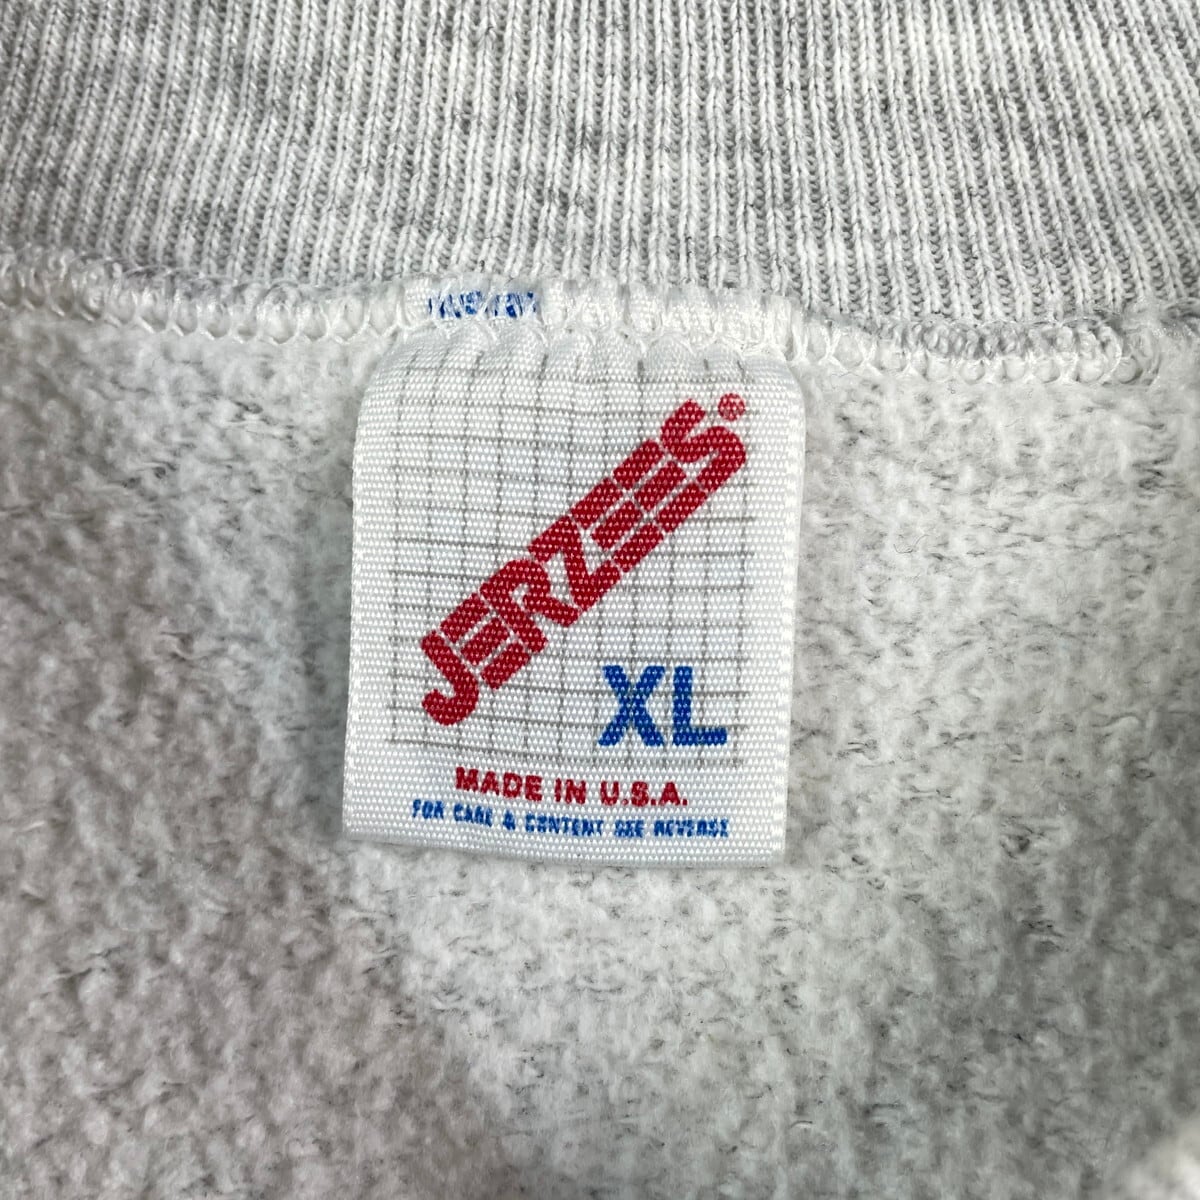 JERZEES®
XL
MADE IN U.S.A.
FOR CARE & CONTENT SEE REVERSE